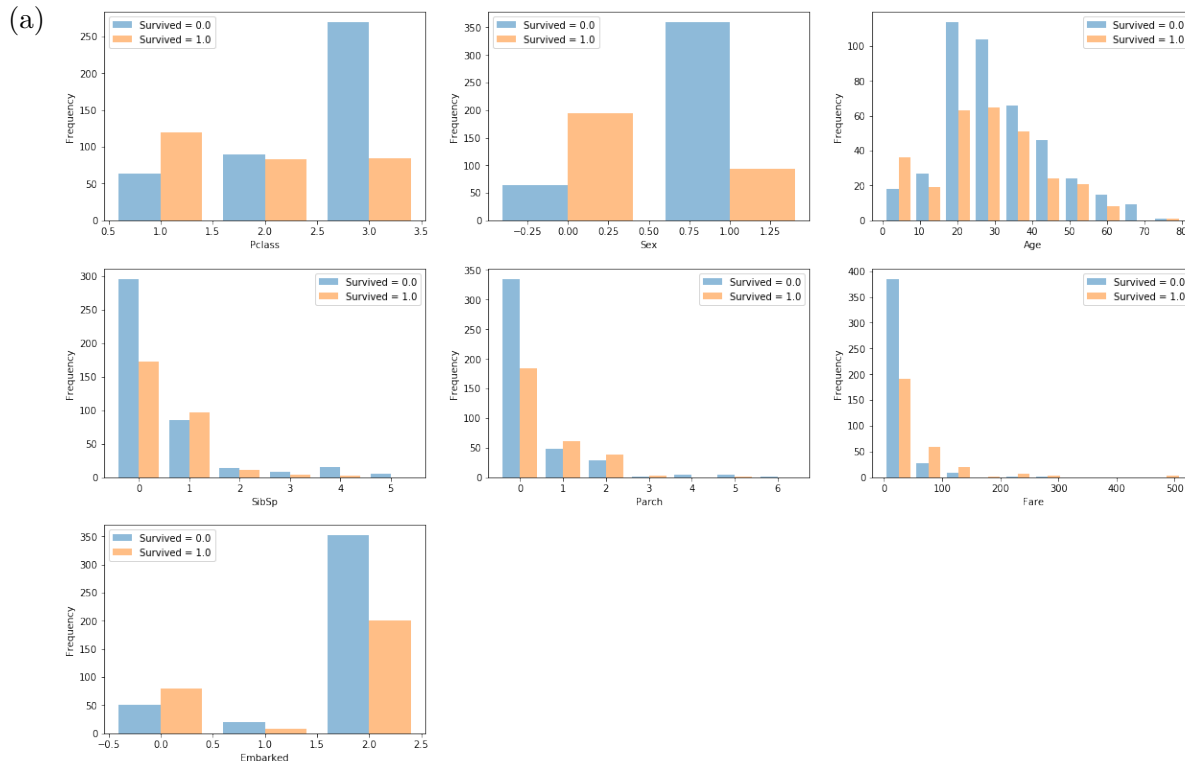 (a)
Survived = 0.0
Survived = 1.0
Frequency
250
200
150
100
50
0
0.5 1.0 1.5 2.0 2.5 3.0 3.5
Pclass
Survived = 0.0
Survived = 1.0
Frequency
350
300
250
200
150
100
50
0
−0.25 0.00 0.25 0.50 0.75 1.00 1.25
Sex
Survived = 0.0
Survived = 1.0
Frequency
100
80
60
40
20
0
0 10 20 30 40 50 60 70 80
Age
Survived = 0.0
Survived = 1.0
Frequency
300
250
200
150
100
50
0
0 1 2 3 4 5
SibSp
Survived = 0.0
Survived = 1.0
Frequency
350
300
250
200
150
100
50
0
0 1 2 3 4 5 6
Parch
Survived = 0.0
Survived = 1.0
Frequency
400
350
300
250
200
150
100
50
0
0 100 200 300 400 500
Fare
Survived = 0.0
Survived = 1.0
Frequency
350
300
250
200
150
100
50
0
−0.5 0.0 0.5 1.0 1.5 2.0 2.5
Embarked